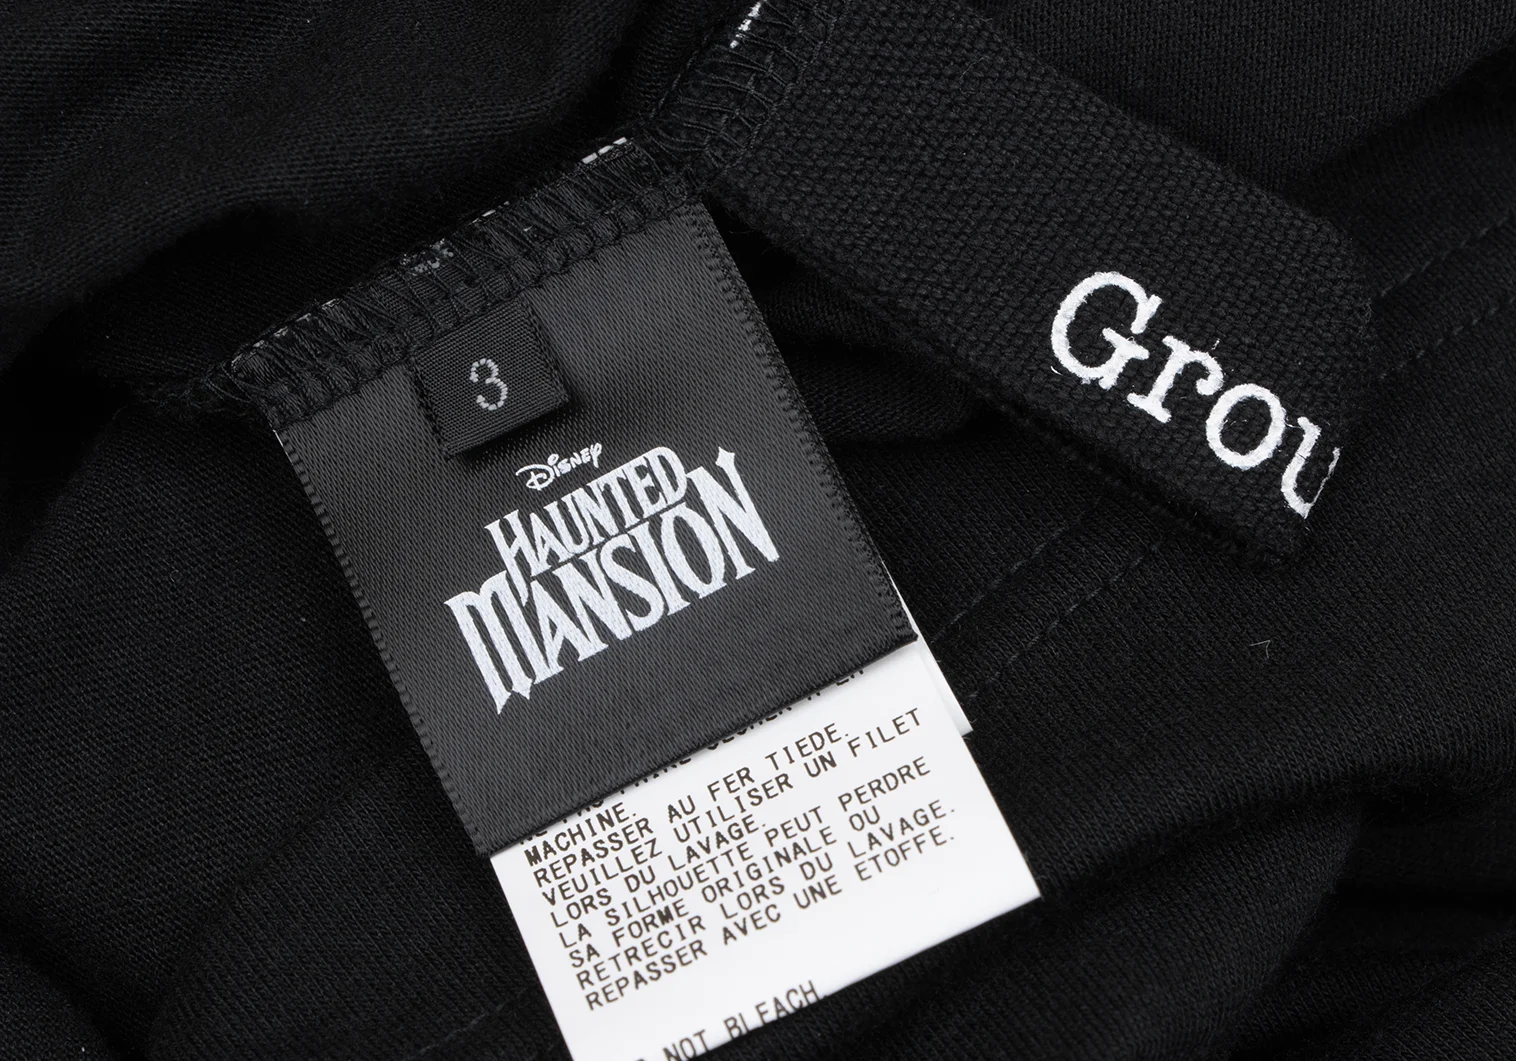 Grou
3
Disney
HAUNTED
MANSION
MACHINE.
REPASSER AU FER TIEDE.
VEUILLEZ UTILISER UN FILET
LORS DU LAVAGE.
LA SILHOUETTE PEUT PERDRE
SA FORME ORIGINALE OU
RETRECIR LORS DU LAVAGE.
REPASSER AVEC UNE ETOFFE.
NOT BLEACH.